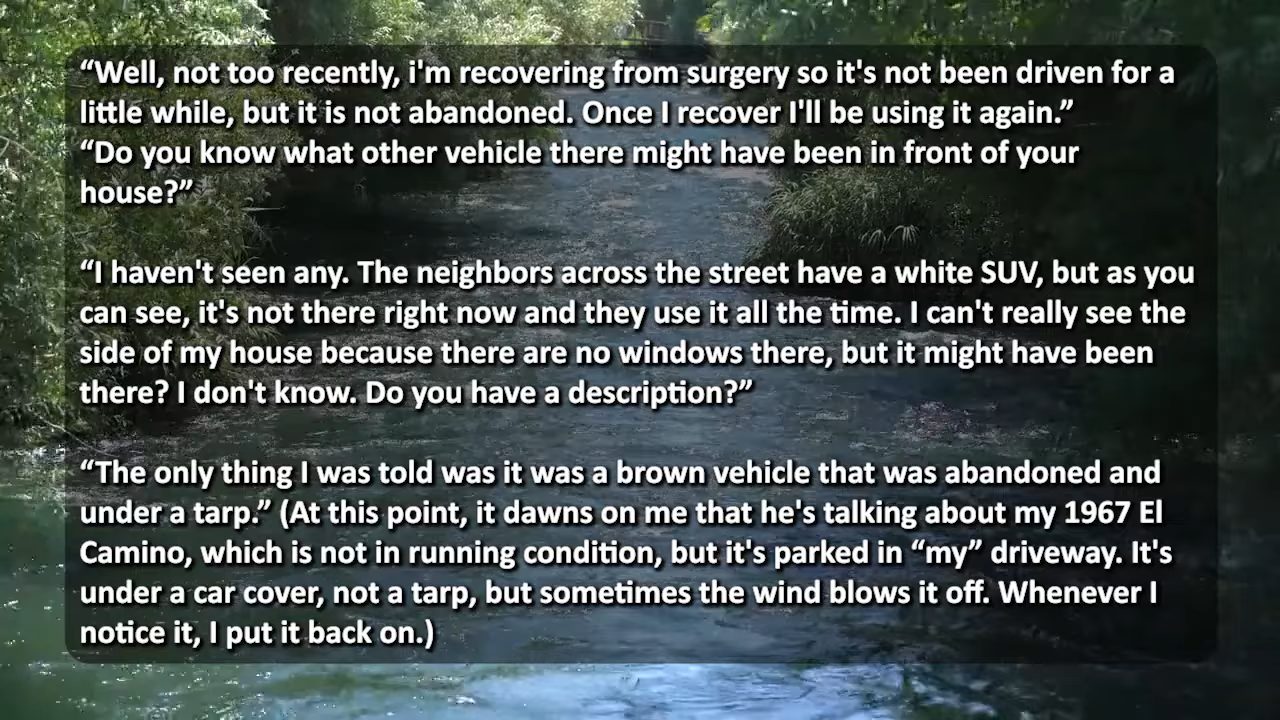 “Well, not too recently, i'm recovering from surgery so it's not been driven for a
little while, but it is not abandoned. Once I recover I'll be using it again.”
“Do you know what other vehicle there might have been in front of your
house?”
“I haven't seen any. The neighbors across the street have a white SUV, but as you
can see, it's not there right now and they use it all the time. I can't really see the
side of my house because there are no windows there, but it might have been
there? I don't know. Do you have a description?”
“The only thing I was told was it was a brown vehicle that was abandoned and
under a tarp.” (At this point, it dawns on me that he's talking about my 1967 El
Camino, which is not in running condition, but it's parked in “my” driveway. It's
under a car cover, not a tarp, but sometimes the wind blows it off. Whenever I
notice it, I put it back on.)